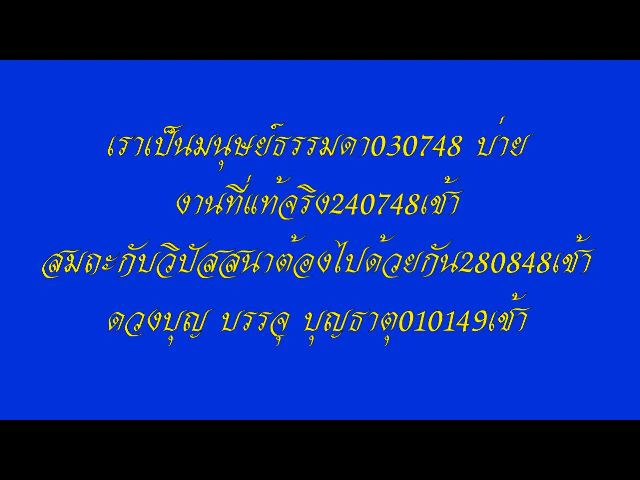 เราเป็นมนุษย์ธรรมดา030748 บ่าย
งานที่แท้จริง240748เช้า
สมถะกับวิปัสสนาต้องไปด้วยกัน280848เช้า
ดวงบุญ บรรจุ บุญธาตุ010149เช้า